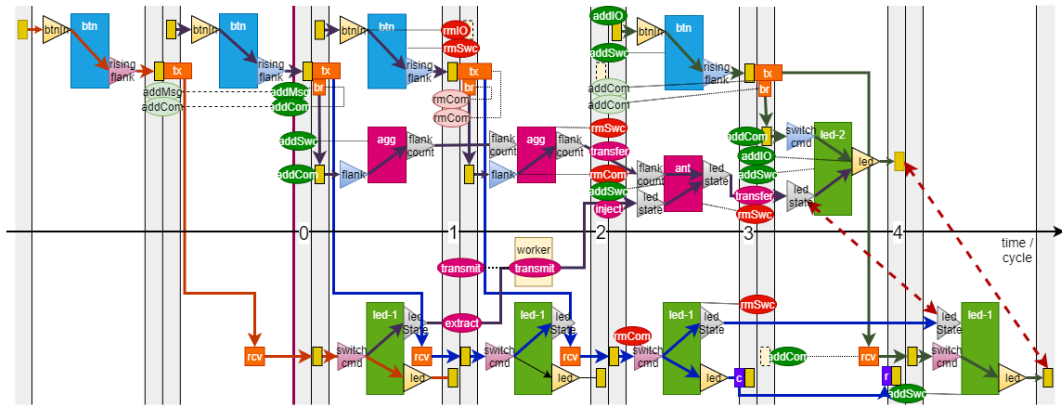 btnIn
btn
rising
flank
tx
addMsg
addCom
btnIn
btn
rising
flank
addMsg
addCom
tx
br
addSwc
addCom
flank
agg
flank
count
btnIn
btn
rmIO
rmSwc
rising
flank
tx
br
rmCom
rmCom
flank
count
flank
agg
flank
count
rmSwc
transfer
rmCom
addSwc
inject
addIO
addSwc
addCom
addCom
btnIn
btn
rising
flank
tx
br
flank
count
led
state
ant
led
state
addCom
addIO
addSwc
transfer
rmSwc
switch
cmd
led
state
led-2
led
0
1
2
3
4
time /
cycle
worker
transmit
transmit
extract
rcv
switch
cmd
led-1
led
State
led
rcv
switch
cmd
led-1
led
State
led
rcv
rmCom
switch
cmd
led-1
led
State
led
rmSwc
c
addCom
rcv
r
addSwc
switch
cmd
led
State
led-1
led